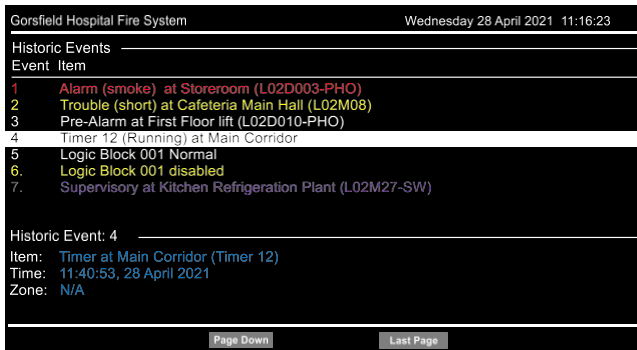 Gorsfield Hospital Fire System Wednesday 28 April 2021 11:16:23
Historic Events
Event Item
1 Alarm (smoke) at Storeroom (L02D003-PHO)
2 Trouble (short) at Cafeteria Main Hall (L02M08)
3 Pre-Alarm at First Floor lift (L02D010-PHO)
4 Timer 12 (Running) at Main Corridor
5 Logic Block 001 Normal
6. Logic Block 001 disabled
7. Supervisory at Kitchen Refrigeration Plant (L02M27-SW)
Historic Event: 4
Item: Timer at Main Corridor (Timer 12)
Time: 11:40:53, 28 April 2021
Zone: N/A
Page Down Last Page